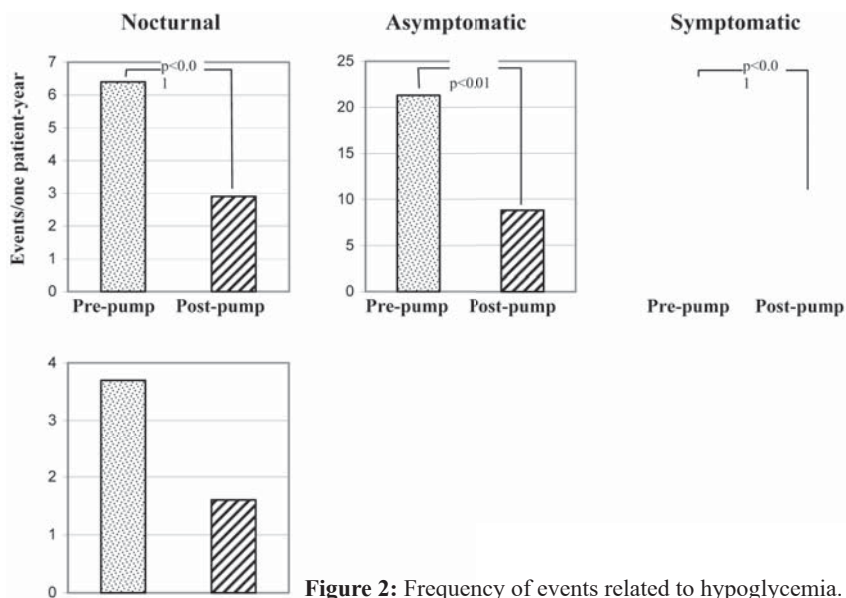 Nocturnal
Asymptomatic
Symptomatic
Events/one patient-year
7
6
5
4
3
2
1
0
p<0.0
1
Pre-pump Post-pump
25
20
15
10
5
0
p<0.01
Pre-pump Post-pump
p<0.0
1
Pre-pump Post-pump
4
3
2
1
0
Figure 2: Frequency of events related to hypoglycemia.